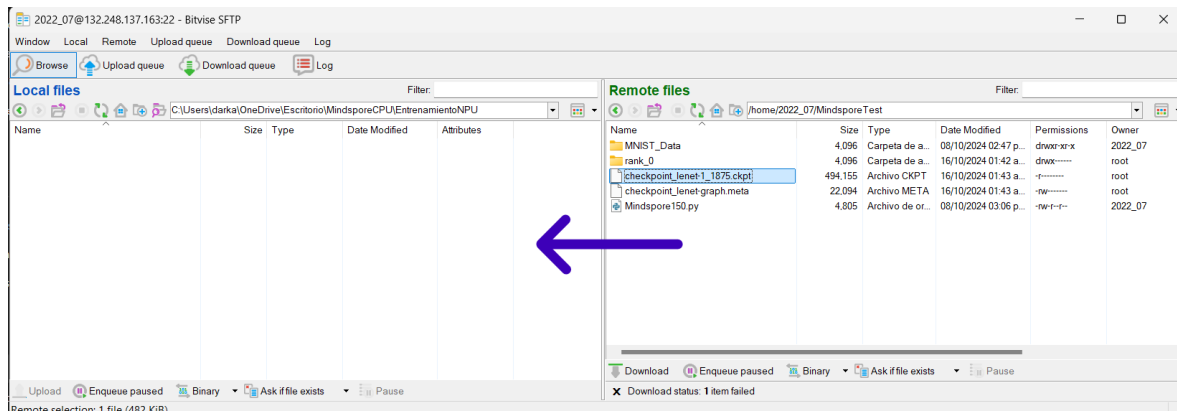 2022_07@132.248.137.163:22 - Bitvise SFTP
Window Local Remote Upload queue Download queue Log
Browse Upload queue Download queue Log
Local files Filter:
C:\Users\darka\OneDrive\Escritorio\MindsporeCPU\EntrenamientoNPU
Name Size Type Date Modified Attributes
Upload Enqueue paused Binary Ask if file exists Pause
Remote files Filter:
/home/2022_07/MindsporeTest
Name Size Type Date Modified Permissions Owner
MNIST_Data 4,096 Carpeta de a... 08/10/2024 02:47 p... drwxr-xr-x 2022_07
rank_0 4,096 Carpeta de a... 16/10/2024 01:42 a... drwx------ root
checkpoint_lenet-1_1875.ckpt 494,155 Archivo CKPT 16/10/2024 01:43 a... -r-------- root
checkpoint_lenet-graph.meta 22,094 Archivo META 16/10/2024 01:43 a... -rw------- root
Mindspore150.py 4,805 Archivo de or... 08/10/2024 03:06 p... -rw-r--r-- 2022_07
Download Enqueue paused Binary Ask if file exists Pause
X Download status: 1 item failed
Remote selection: 1 file (482 KiB)